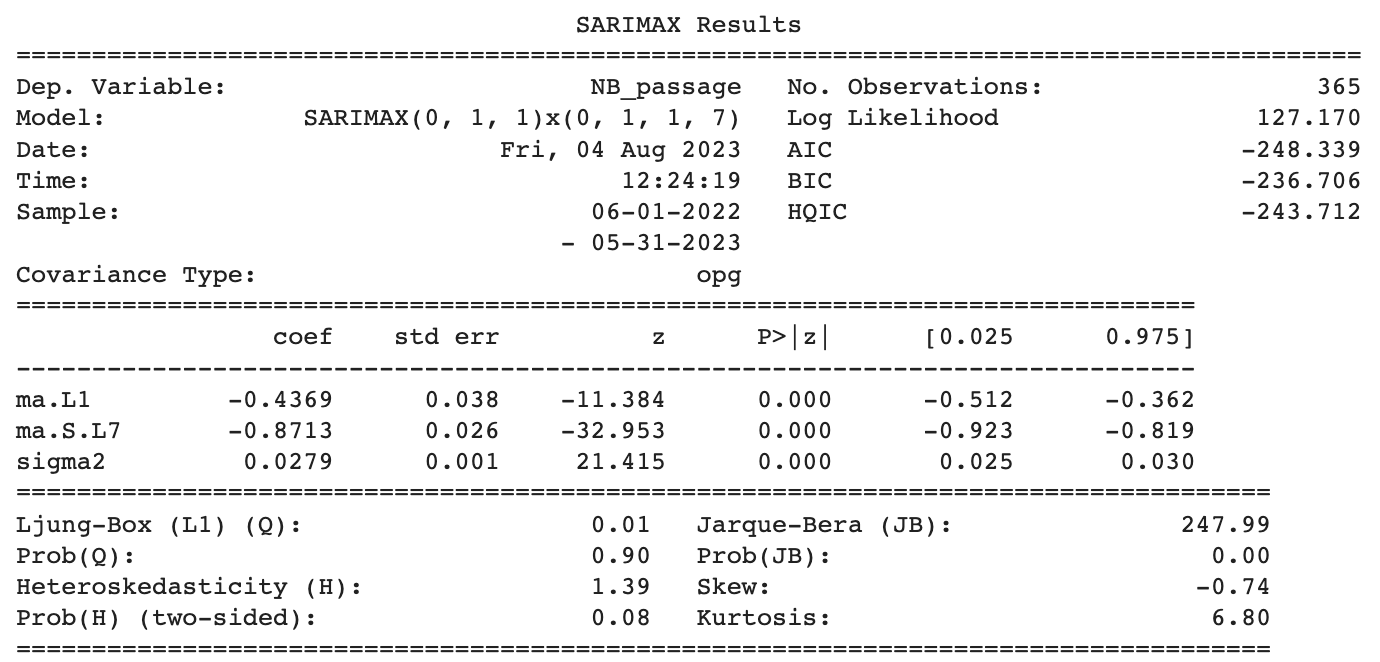 SARIMAX Results
==========================================================================================
Dep. Variable: NB_passage No. Observations: 365
Model: SARIMAX(0, 1, 1)x(0, 1, 1, 7) Log Likelihood 127.170
Date: Fri, 04 Aug 2023 AIC -248.339
Time: 12:24:19 BIC -236.706
Sample: 06-01-2022 HQIC -243.712
- 05-31-2023
Covariance Type: opg
==============================================================================
coef std err z P>|z| [0.025 0.975]
------------------------------------------------------------------------------
ma.L1 -0.4369 0.038 -11.384 0.000 -0.512 -0.362
ma.S.L7 -0.8713 0.026 -32.953 0.000 -0.923 -0.819
sigma2 0.0279 0.001 21.415 0.000 0.025 0.030
===================================================================================
Ljung-Box (L1) (Q): 0.01 Jarque-Bera (JB): 247.99
Prob(Q): 0.90 Prob(JB): 0.00
Heteroskedasticity (H): 1.39 Skew: -0.74
Prob(H) (two-sided): 0.08 Kurtosis: 6.80
===================================================================================